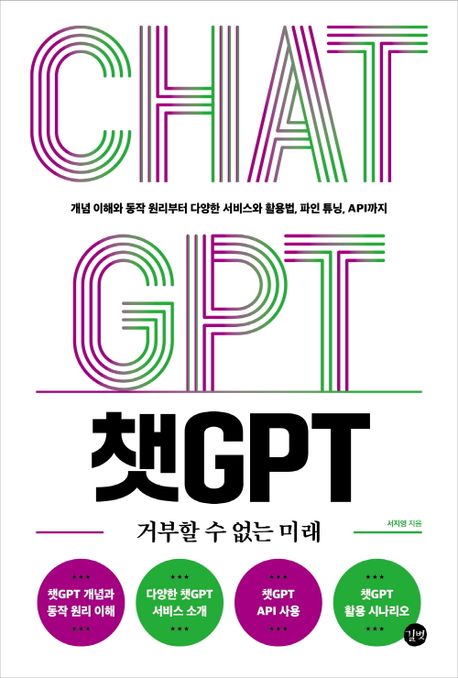 CHAT
개념 이해와 동작 원리부터 다양한 서비스와 활용법, 파인 튜닝, API까지
GPT
챗GPT
거부할 수 없는 미래
서지영 지음
챗GPT 개념과
동작 원리 이해
다양한 챗GPT
서비스 소개
챗GPT
API 사용
챗GPT
활용 시나리오
길벗